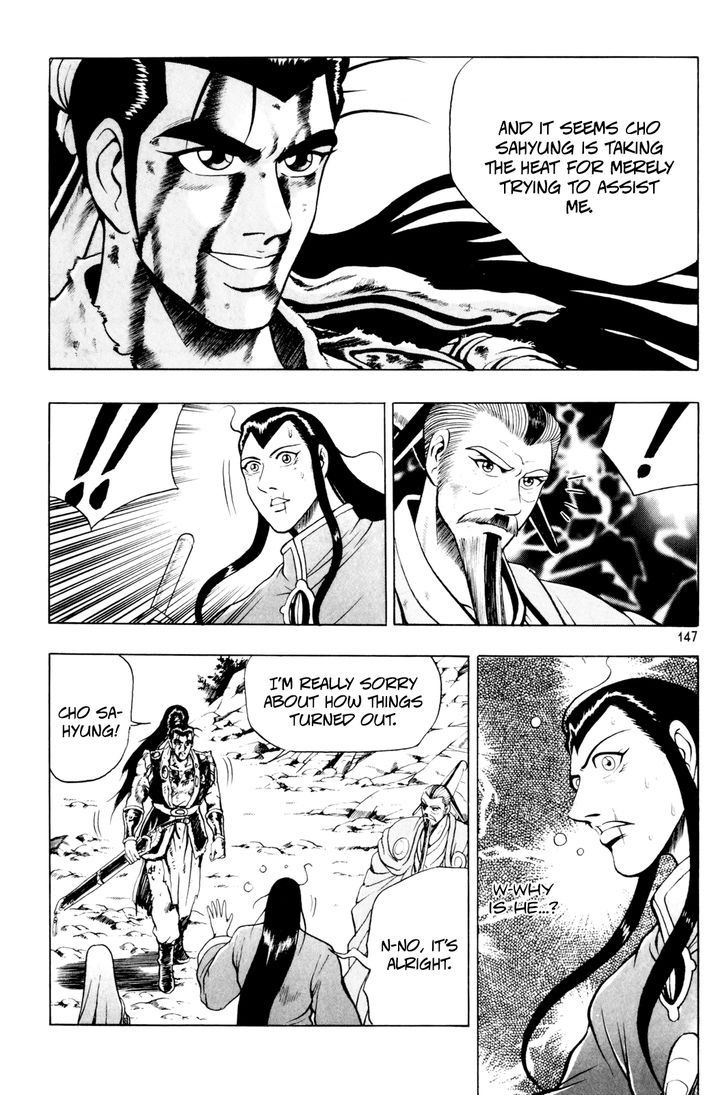 AND IT SEEMS CHO
SAHYUNG IS TAKING
THE HEAT FOR MERELY
TRYING TO ASSIST
ME.
!!
!
147
CHO SA-
HYUNG!
I'M REALLY SORRY
ABOUT HOW THINGS
TURNED OUT.
N-NO, IT'S
ALRIGHT.
W-WHY
IS HE...?